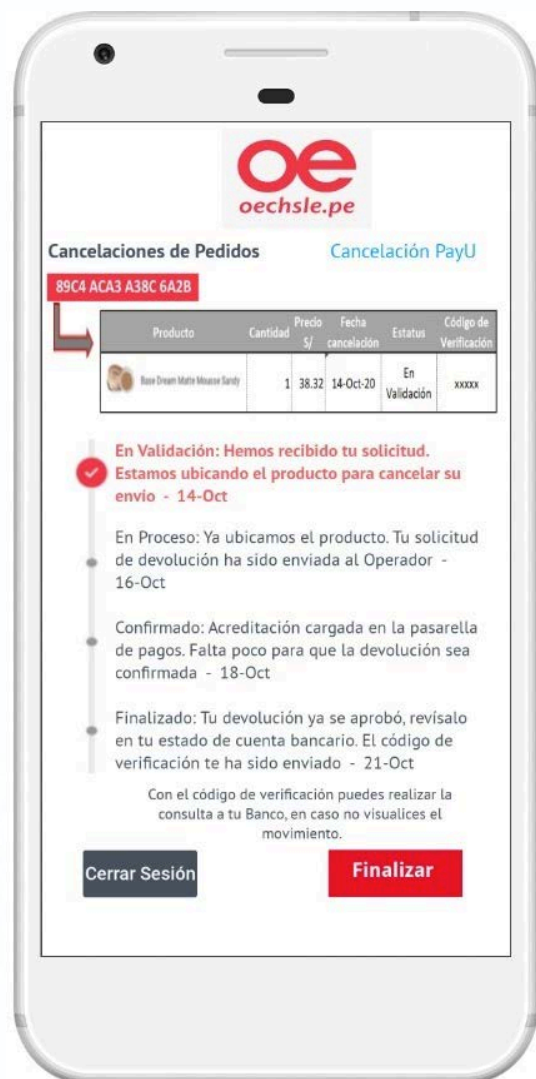 oe
oechsle.pe
Cancelaciones de Pedidos
Cancelación PayU
89C4 ACA3 A38C 6A2B
Producto Cantidad Precio S/ Fecha cancelación Estatus Código de Verificación
Base Dream Matte Mousse Sandy 1 38.32 14-Oct-20 En Validación xxxxx
En Validación: Hemos recibido tu solicitud.
Estamos ubicando el producto para cancelar su
envio - 14-Oct
En Proceso: Ya ubicamos el producto. Tu solicitud
de devolución ha sido enviada al Operador -
16-Oct
Confirmado: Acreditación cargada en la pasarella
de pagos. Falta poco para que la devolución sea
confirmada - 18-Oct
Finalizado: Tu devolución ya se aprobó, revísalo
en tu estado de cuenta bancario. El código de
verificación te ha sido enviado - 21-Oct
Con el código de verificación puedes realizar la
consulta a tu Banco, en caso no visualices el
movimiento.
Cerrar Sesión
Finalizar